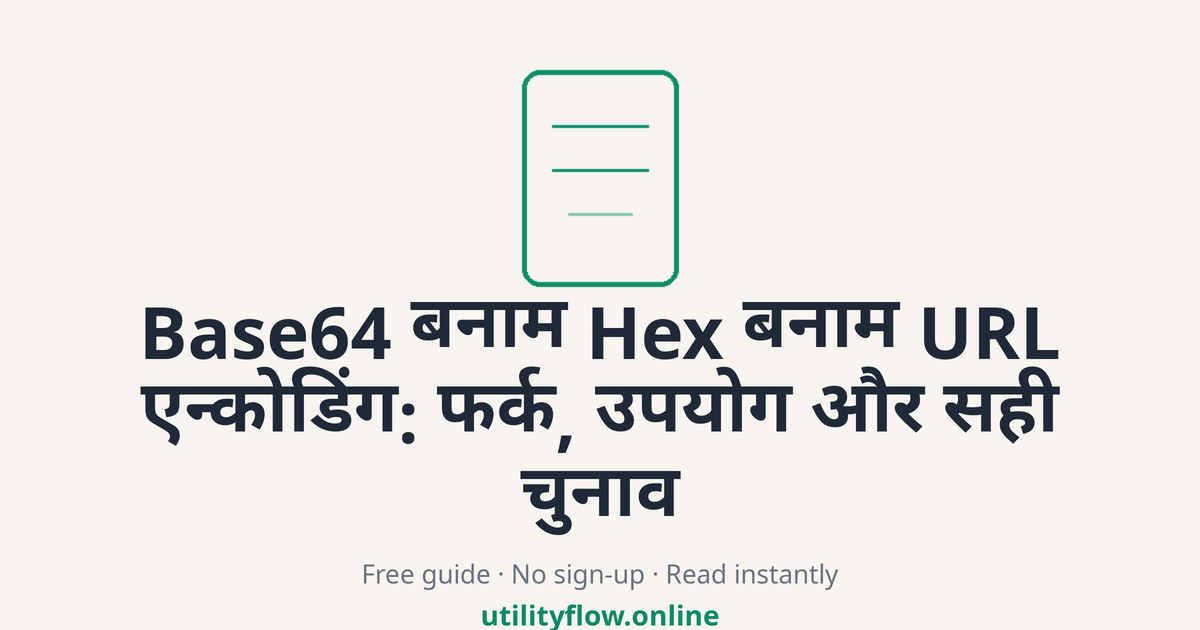 Base64 बनाम Hex बनाम URL
एन्कोडिंग: फर्क, उपयोग और सही
चुनाव
Free guide · No sign-up · Read instantly
utilityflow.online